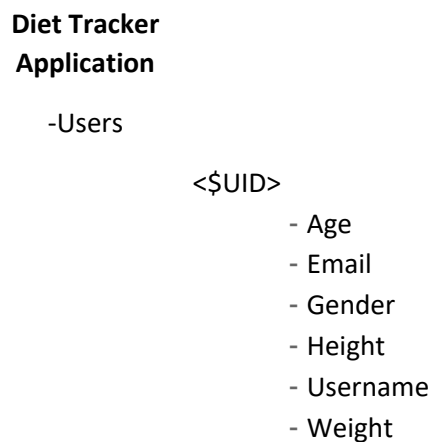 Diet Tracker
Application
-Users
<$UID>
- Age
- Email
- Gender
- Height
- Username
- Weight